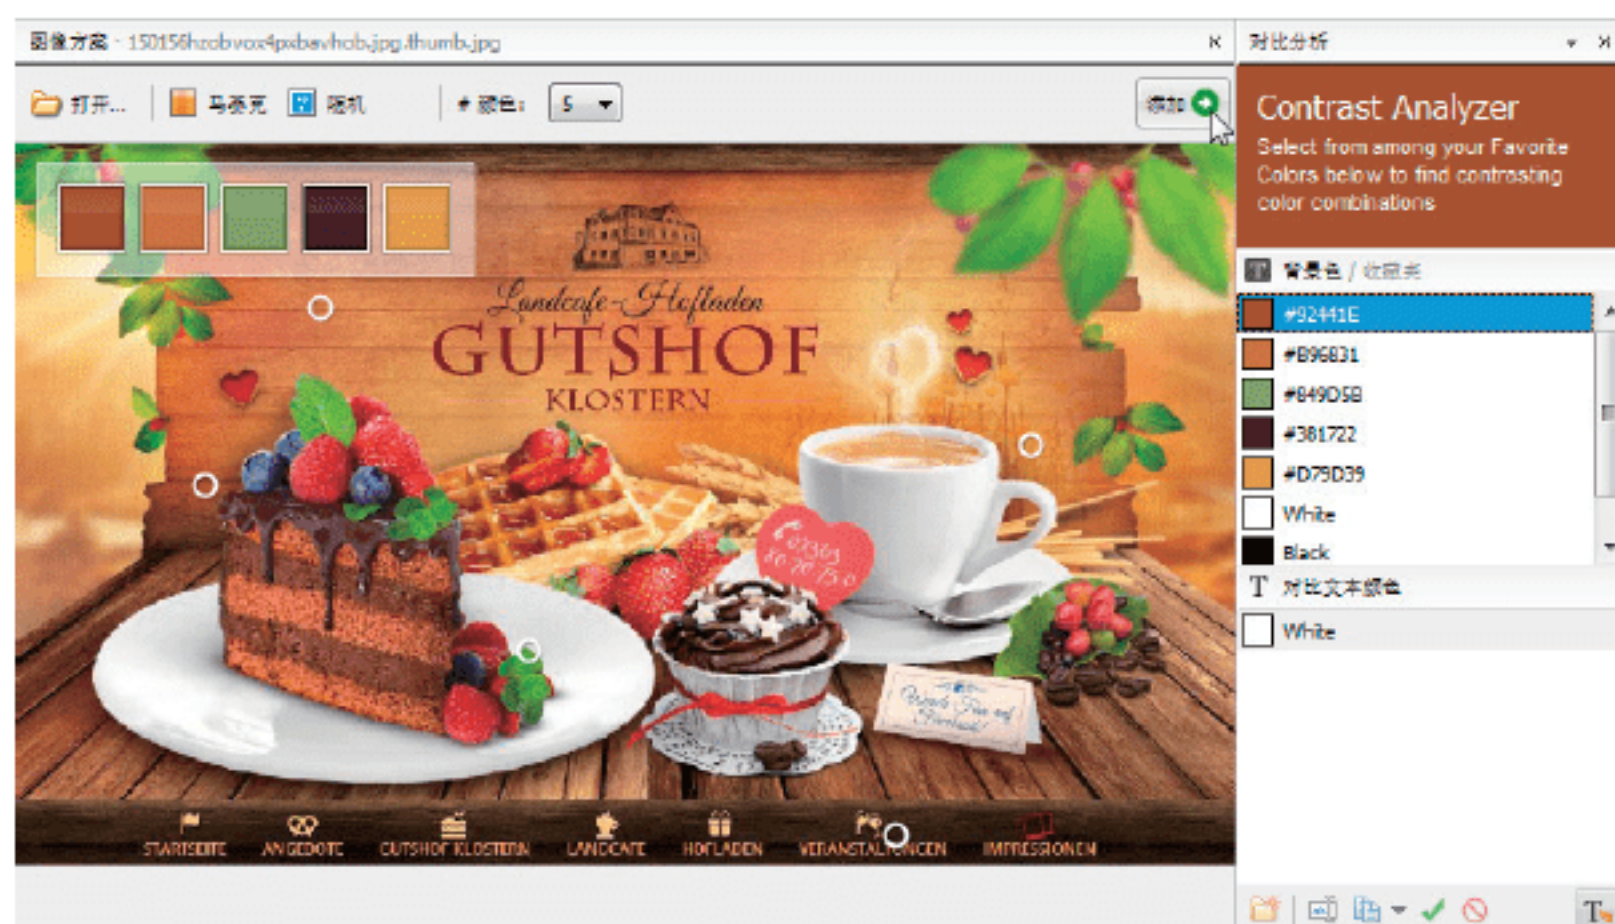 图像方案 - 150156hzobvox4pxbavhob.jpg.thumb.jpg
打开...
马赛克
随机
# 颜色:
5
添加
Landcafe-Hofladen
GUTSHOF
KLOSTERN
STARTSEITE
ANGEBOTE
GUTSHOF KLOSTERN
LANDCAFE
HOFLADEN
VERANSTALTUNGEN
IMPRESSIONEN
对比分析
Contrast Analyzer
Select from among your Favorite
Colors below to find contrasting
color combinations
背景色 / 收藏夹
#92441E
#B96831
#849D5B
#381722
#D79D39
White
Black
对比文本颜色
White